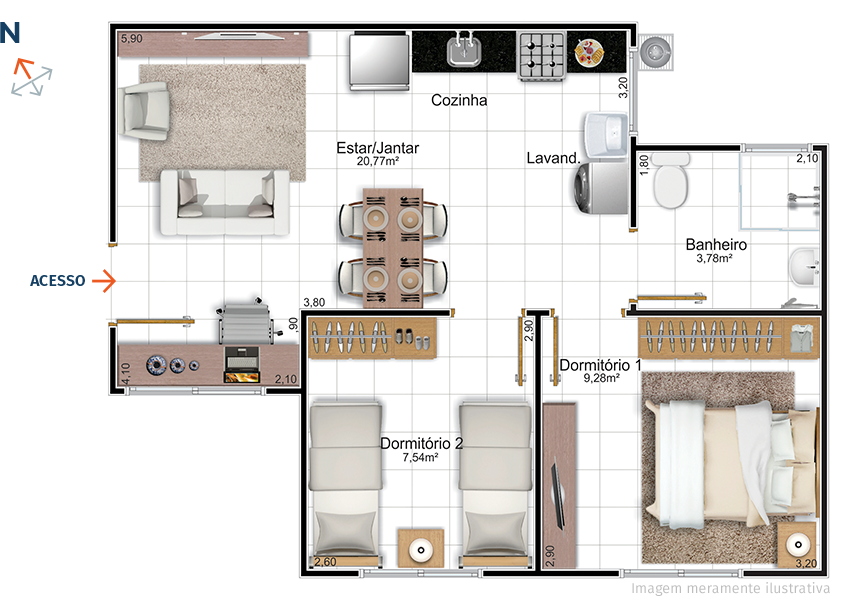 N
5,90
Cozinha
3,20
Estar/Jantar
20,77m²
Lavand.
1,80
2,10
Banheiro
3,78m²
ACESSO
3,80
,90
2,90
4,10
2,10
Dormitório 1
9,28m²
Dormitório 2
7,54m²
2,60
2,90
3,20
Imagem meramente ilustrativa